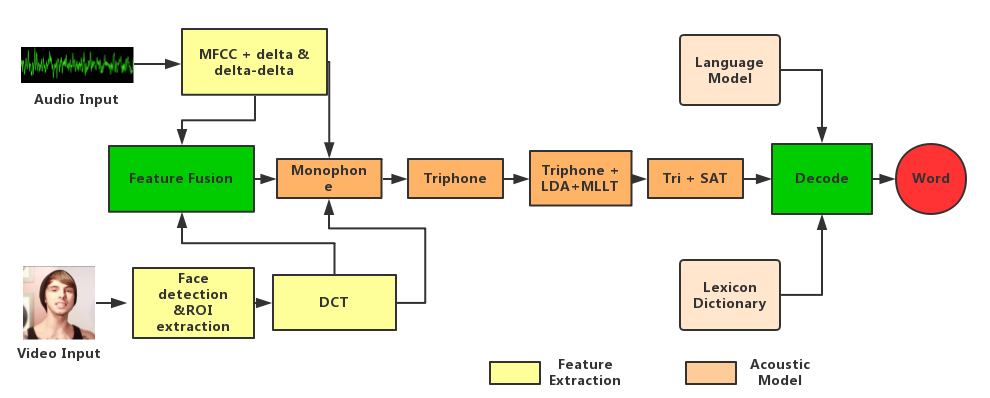 MFCC + delta &
delta-delta
Audio Input
Language
Model
Feature Fusion
Monophon
e
Triphone
Triphone +
LDA+MLLT
Tri + SAT
Decode
Word
Face
detection
&ROI
extraction
DCT
Lexicon
Dictionary
Video Input
Feature
Extraction
Acoustic
Model